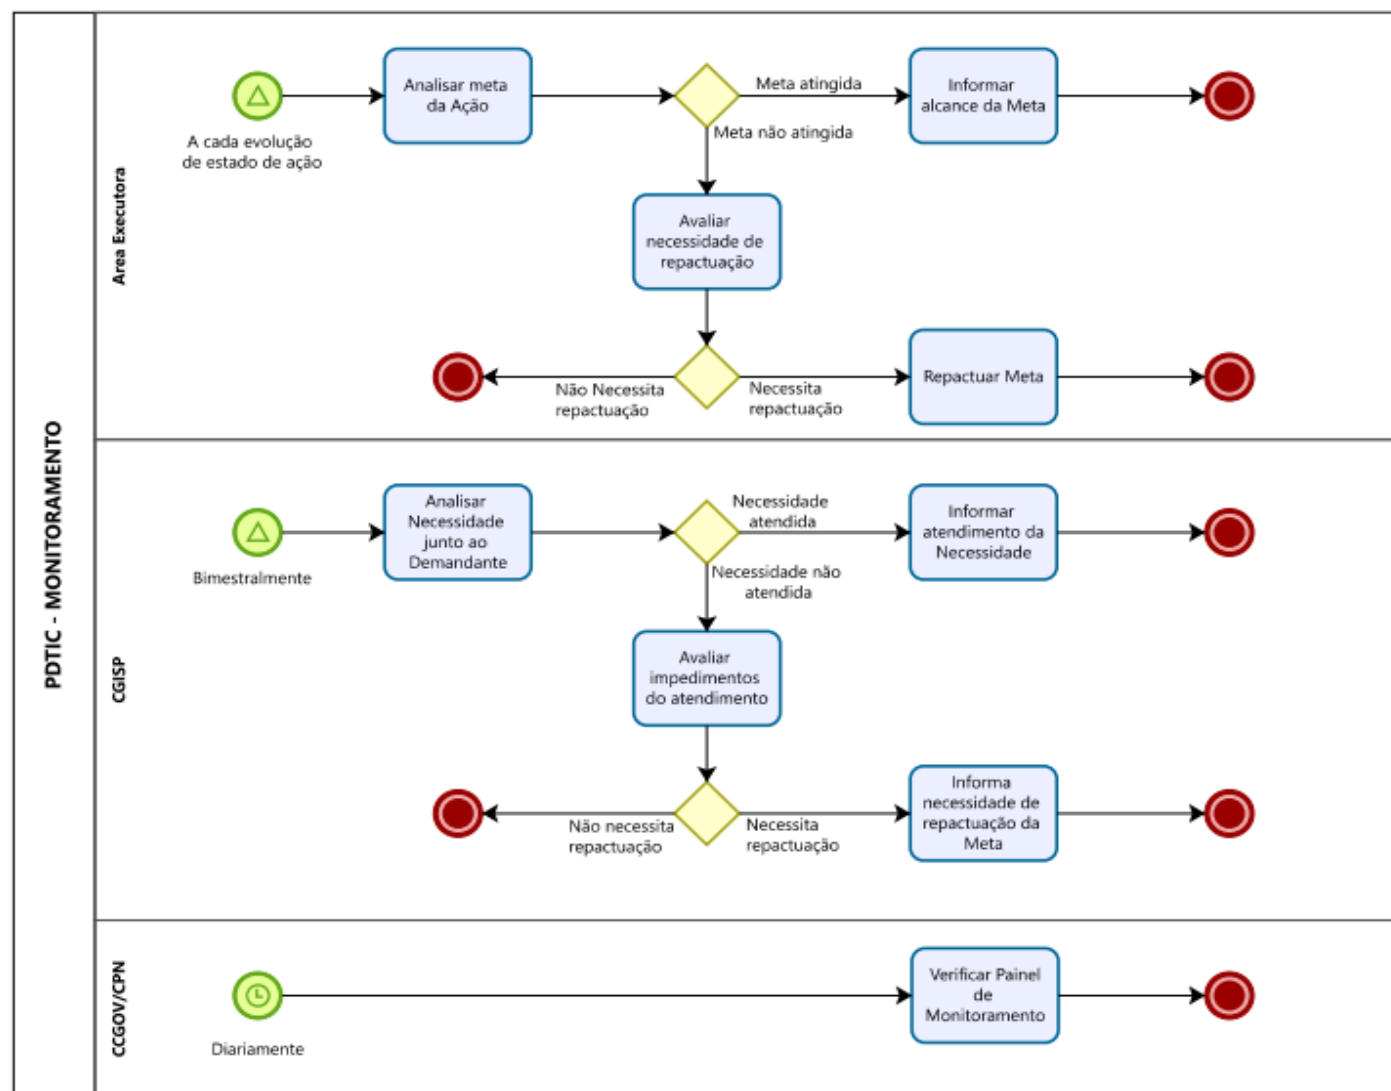 PDTIC - MONITORAMENTO
Area Executora
A cada evolução
de estado de ação
Analisar meta
da Ação
Meta atingida
Meta não atingida
Informar
alcance da Meta
Avaliar
necessidade de
repactuação
Não Necessita
repactuação
Necessita
repactuação
Repactuar Meta
CGISP
Bimestralmente
Analisar
Necessidade
junto ao
Demandante
Necessidade
atendida
Necessidade não
atendida
Informar
atendimento da
Necessidade
Avaliar
impedimentos
do atendimento
Não necessita
repactuação
Necessita
repactuação
Informa
necessidade de
repactuação da
Meta
CCGOV/CPN
Diariamente
Verificar Painel
de
Monitoramento